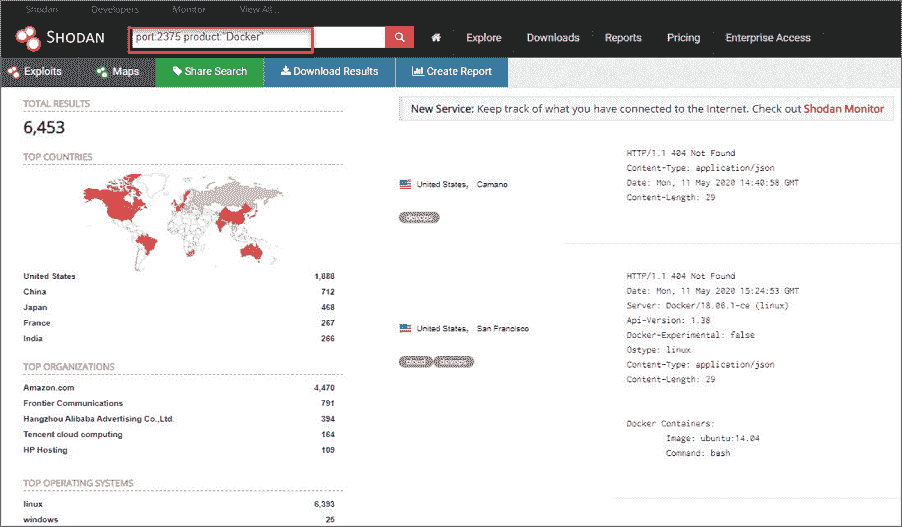 Shodan Developers Monitor View All...
SHODAN
port:2375 product:"Docker"
Explore Downloads Reports Pricing Enterprise Access
Exploits Maps Share Search Download Results Create Report
TOTAL RESULTS
6,453
TOP COUNTRIES
United States 1,888
China 712
Japan 468
France 267
India 266
TOP ORGANIZATIONS
Amazon.com 4,470
Frontier Communications 791
Hangzhou Alibaba Advertising Co.,Ltd. 394
Tencent cloud computing 164
HP Hosting 109
TOP OPERATING SYSTEMS
linux 6,393
windows 25
New Service: Keep track of what you have connected to the Internet. Check out Shodan Monitor
United States, Camano
HTTP/1.1 404 Not Found
Content-Type: application/json
Date: Mon, 11 May 2020 14:40:58 GMT
Content-Length: 29
United States, San Francisco
HTTP/1.1 404 Not Found
Date: Mon, 11 May 2020 15:24:53 GMT
Server: Docker/18.06.1-ce (linux)
Api-Version: 1.38
Docker-Experimental: false
Ostype: linux
Content-Type: application/json
Content-Length: 29
Docker Containers:
Image: ubuntu:14.04
Command: bash